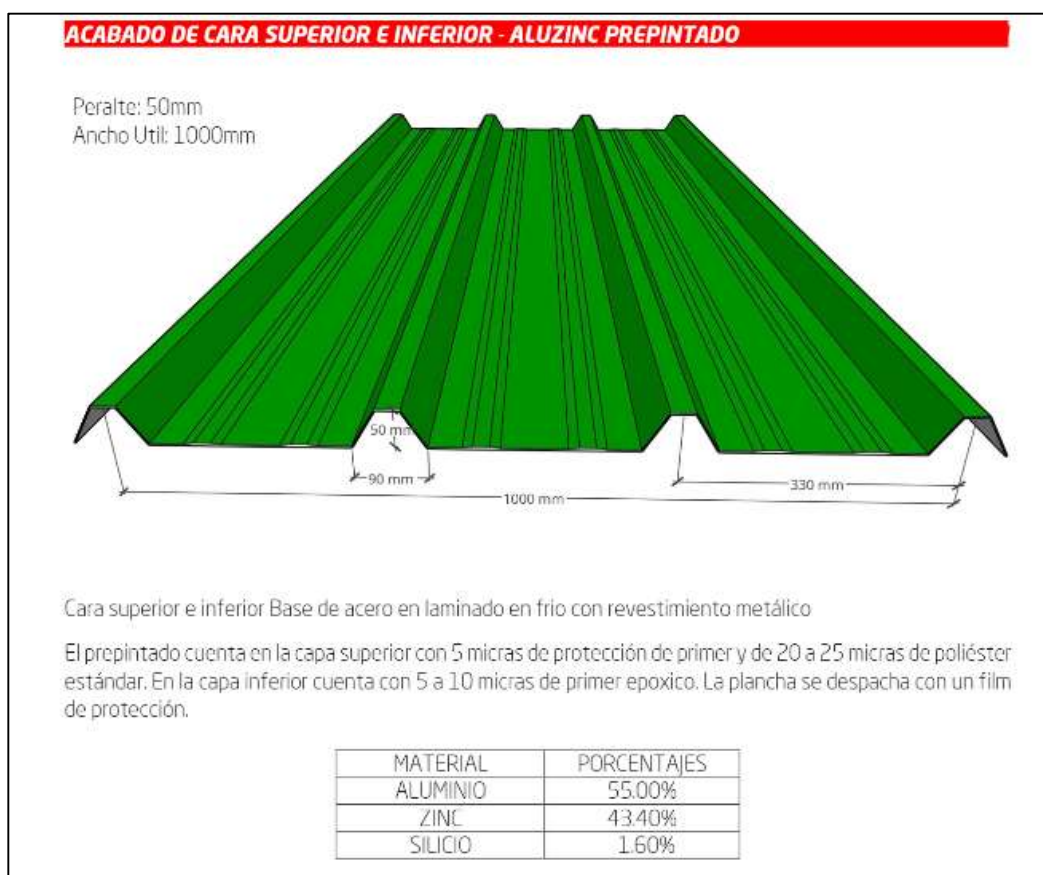 ACABADO DE CARA SUPERIOR E INFERIOR - ALUZINC PREPINTADO
Peralte: 50mm
Ancho Util: 1000mm
50 mm
90 mm
330 mm
1000 mm
Cara superior e inferior Base de acero en laminado en frio con revestimiento metálico
El prepintado cuenta en la capa superior con 5 micras de protección de primer y de 20 a 25 micras de poliéster
estándar. En la capa inferior cuenta con 5 a 10 micras de primer epoxico. La plancha se despacha con un film
de protección.
MATERIAL PORCENTAJES
ALUMINIO 55.00%
ZINC 43.40%
SILICIO 1.60%